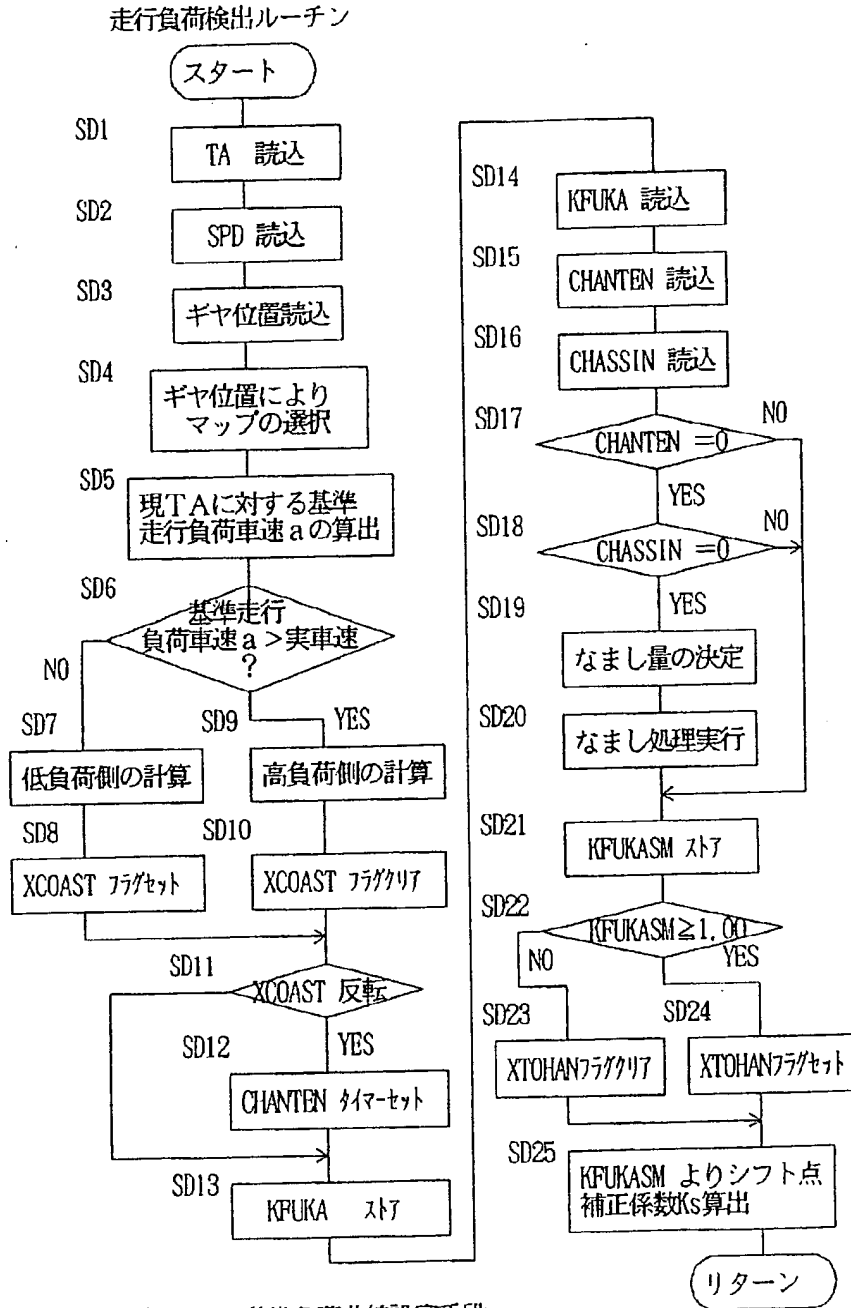 走行負荷検出ルーチン
スタート
SD1
TA 読込
SD2
SPD 読込
SD3
ギヤ位置読込
SD4
ギヤ位置により
マップの選択
SD5
現TAに対する基準
走行負荷車速aの算出
SD6
基準走行
負荷車速a＞実車速
?
NO
YES
SD7
低負荷側の計算
SD8
XCOAST フラグセット
SD9
高負荷側の計算
SD10
XCOAST フラグクリア
SD11
XCOAST 反転
YES
SD12
CHANTEN タイマーセット
SD13
KFUKA ストア
SD14
KFUKA 読込
SD15
CHANTEN 読込
SD16
CHASSIN 読込
SD17
CHANTEN =0
NO
YES
SD18
CHASSIN =0
NO
YES
SD19
なまし量の決定
SD20
なまし処理実行
SD21
KFUKASM ストア
SD22
KFUKASM≧1.00
NO
YES
SD23
XTOHANフラグクリア
SD24
XTOHANフラグセット
SD25
KFUKASM よりシフト点
補正係数Ks算出
リターン